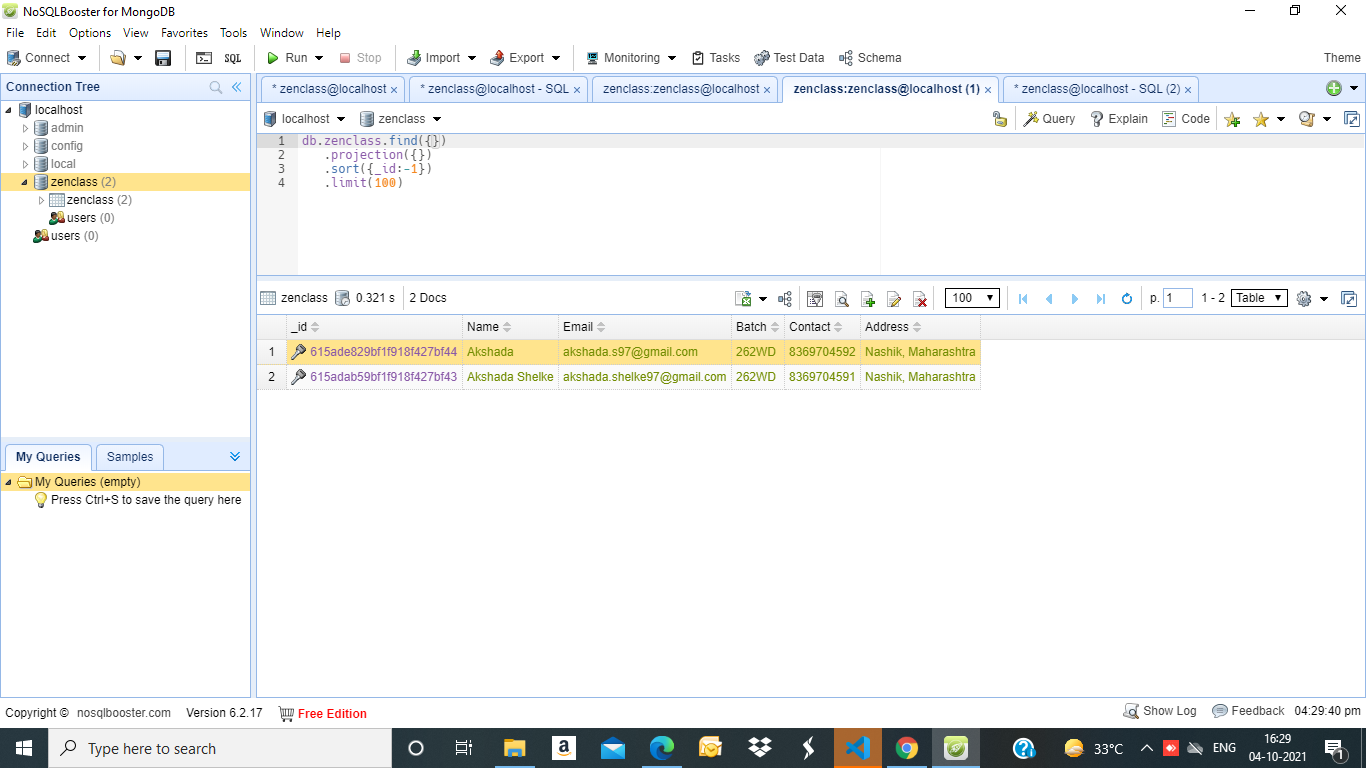 NoSQLBooster for MongoDB
File Edit Options View Favorites Tools Window Help
Connect SQL Run Stop Import Export Monitoring Tasks Test Data Schema Theme
Connection Tree
localhost
admin
config
local
zenclass (2)
zenclass (2)
users (0)
users (0)
* zenclass@localhost × * zenclass@localhost - SQL × zenclass:zenclass@localhost × zenclass:zenclass@localhost (1) × * zenclass@localhost - SQL (2) ×
localhost zenclass Query Explain Code
1 db.zenclass.find({})
2 .projection({})
3 .sort({_id:-1})
4 .limit(100)
zenclass 0.321 s 2 Docs 100 p. 1 1 - 2 Table
_id Name Email Batch Contact Address
1 615ade829bf1f918f427bf44 Akshada akshada.s97@gmail.com 262WD 8369704592 Nashik, Maharashtra
2 615adab59bf1f918f427bf43 Akshada Shelke akshada.shelke97@gmail.com 262WD 8369704591 Nashik, Maharashtra
My Queries Samples
My Queries (empty)
Press Ctrl+S to save the query here
Copyright © nosqlbooster.com Version 6.2.17 Free Edition Show Log Feedback 04:29:40 pm
Type here to search 33°C ENG 16:29
04-10-2021 1